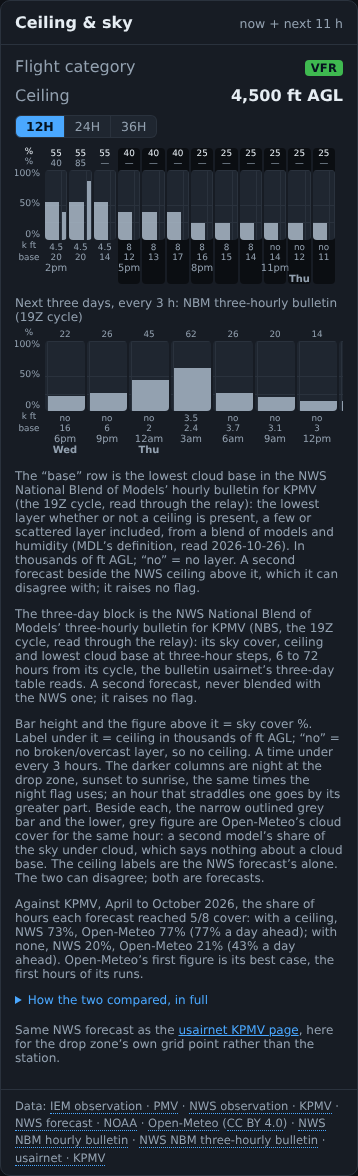 Ceiling & sky now + next 11 h
Flight category VFR
Ceiling 4,500 ft AGL
12H 24H 36H
% 55 55 55 40 40 40 25 25 25 25 25 25
% 40 85 — — — — — — — — — —
100%
50%
0%
k ft 4.5 4.5 4.5 8 8 8 8 8 8 no no no
base 20 20 14 12 13 17 16 15 14 14 12 11
2pm 5pm 8pm 11pm
Thu
Next three days, every 3 h: NBM three-hourly bulletin
(19Z cycle)
% 22 26 45 62 26 20 14
100%
50%
0%
k ft no no no 3.5 no no no
base 16 6 2 2.4 3.7 3.1 3
6pm 9pm 12am 3am 6am 9am 12pm
Wed Thu
The “base” row is the lowest cloud base in the NWS
National Blend of Models’ hourly bulletin for KPMV
(the 19Z cycle, read through the relay): the lowest
layer whether or not a ceiling is present, a few or
scattered layer included, from a blend of models and
humidity (MDL’s definition, read 2026-10-26). In
thousands of ft AGL; “no” = no layer. A second
forecast beside the NWS ceiling above it, which it can
disagree with; it raises no flag.
The three-day block is the NWS National Blend of
Models’ three-hourly bulletin for KPMV (NBS, the 19Z
cycle, read through the relay): its sky cover, ceiling
and lowest cloud base at three-hour steps, 6 to 72
hours from its cycle, the bulletin usairnet’s three-day
table reads. A second forecast, never blended with
the NWS one; it raises no flag.
Bar height and the figure above it = sky cover %.
Label under it = ceiling in thousands of ft AGL; “no” =
no broken/overcast layer, so no ceiling. A time under
every 3 hours. The darker columns are night at the
drop zone, sunset to sunrise, the same times the
night flag uses; an hour that straddles one goes by its
greater part. Beside each, the narrow outlined grey
bar and the lower, grey figure are Open-Meteo’s cloud
cover for the same hour: a second model’s share of
the sky under cloud, which says nothing about a cloud
base. The ceiling labels are the NWS forecast’s alone.
The two can disagree; both are forecasts.
Against KPMV, April to October 2026, the share of
hours each forecast reached 5/8 cover: with a ceiling,
NWS 73%, Open-Meteo 77% (77% a day ahead); with
none, NWS 20%, Open-Meteo 21% (43% a day
ahead). Open-Meteo’s first figure is its best case, the
first hours of its runs.
▶ How the two compared, in full
Same NWS forecast as the usairnet KPMV page, here
for the drop zone’s own grid point rather than the
station.
Data: IEM observation · PMV · NWS observation · KPMV ·
NWS forecast · NOAA · Open-Meteo (CC BY 4.0) · NWS
NBM hourly bulletin · NWS NBM three-hourly bulletin ·
usairnet · KPMV